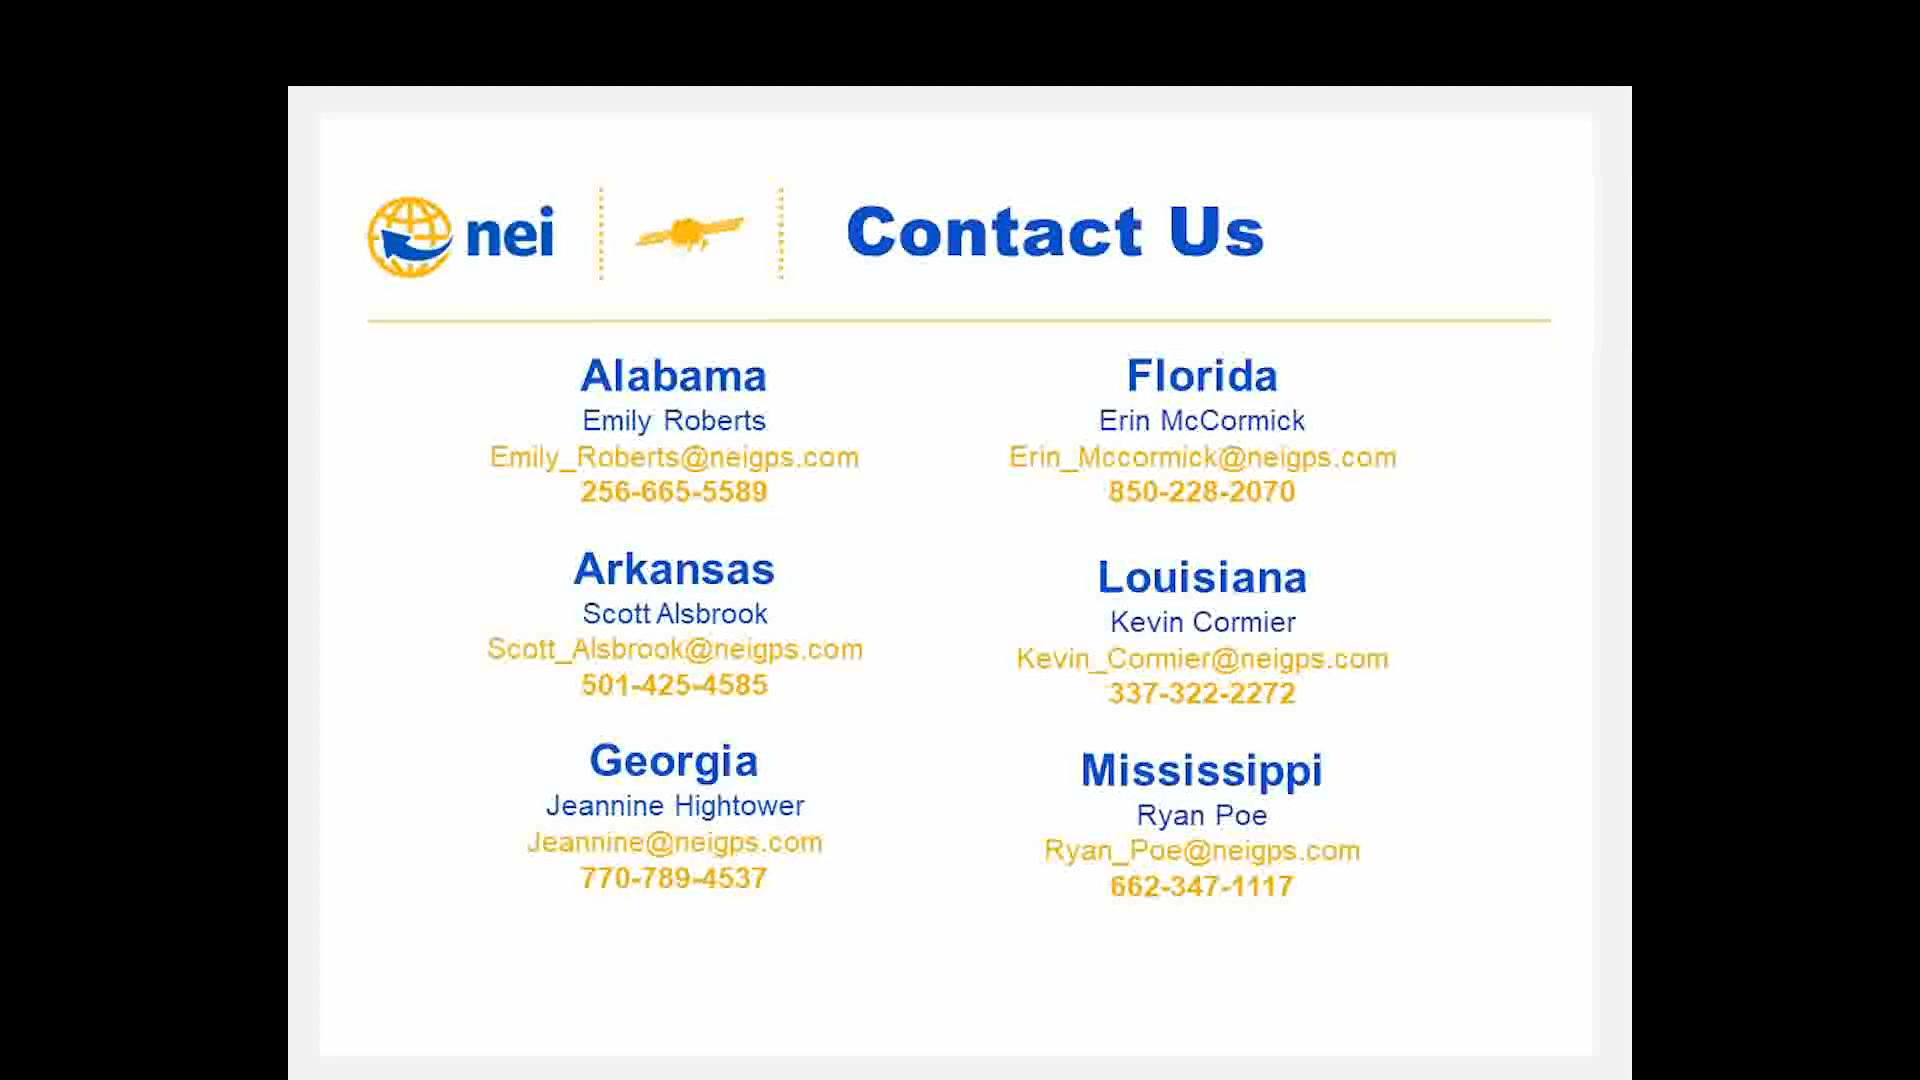 nei
Contact Us
Alabama
Emily Roberts
Emily_Roberts@neigps.com
256-665-5589
Arkansas
Scott Alsbrook
Scott_Alsbrook@neigps.com
501-425-4585
Georgia
Jeannine Hightower
Jeannine@neigps.com
770-789-4537
Florida
Erin McCormick
Erin_Mccormick@neigps.com
850-228-2070
Louisiana
Kevin Cormier
Kevin_Cormier@neigps.com
337-322-2272
Mississippi
Ryan Poe
Ryan_Poe@neigps.com
662-347-1117